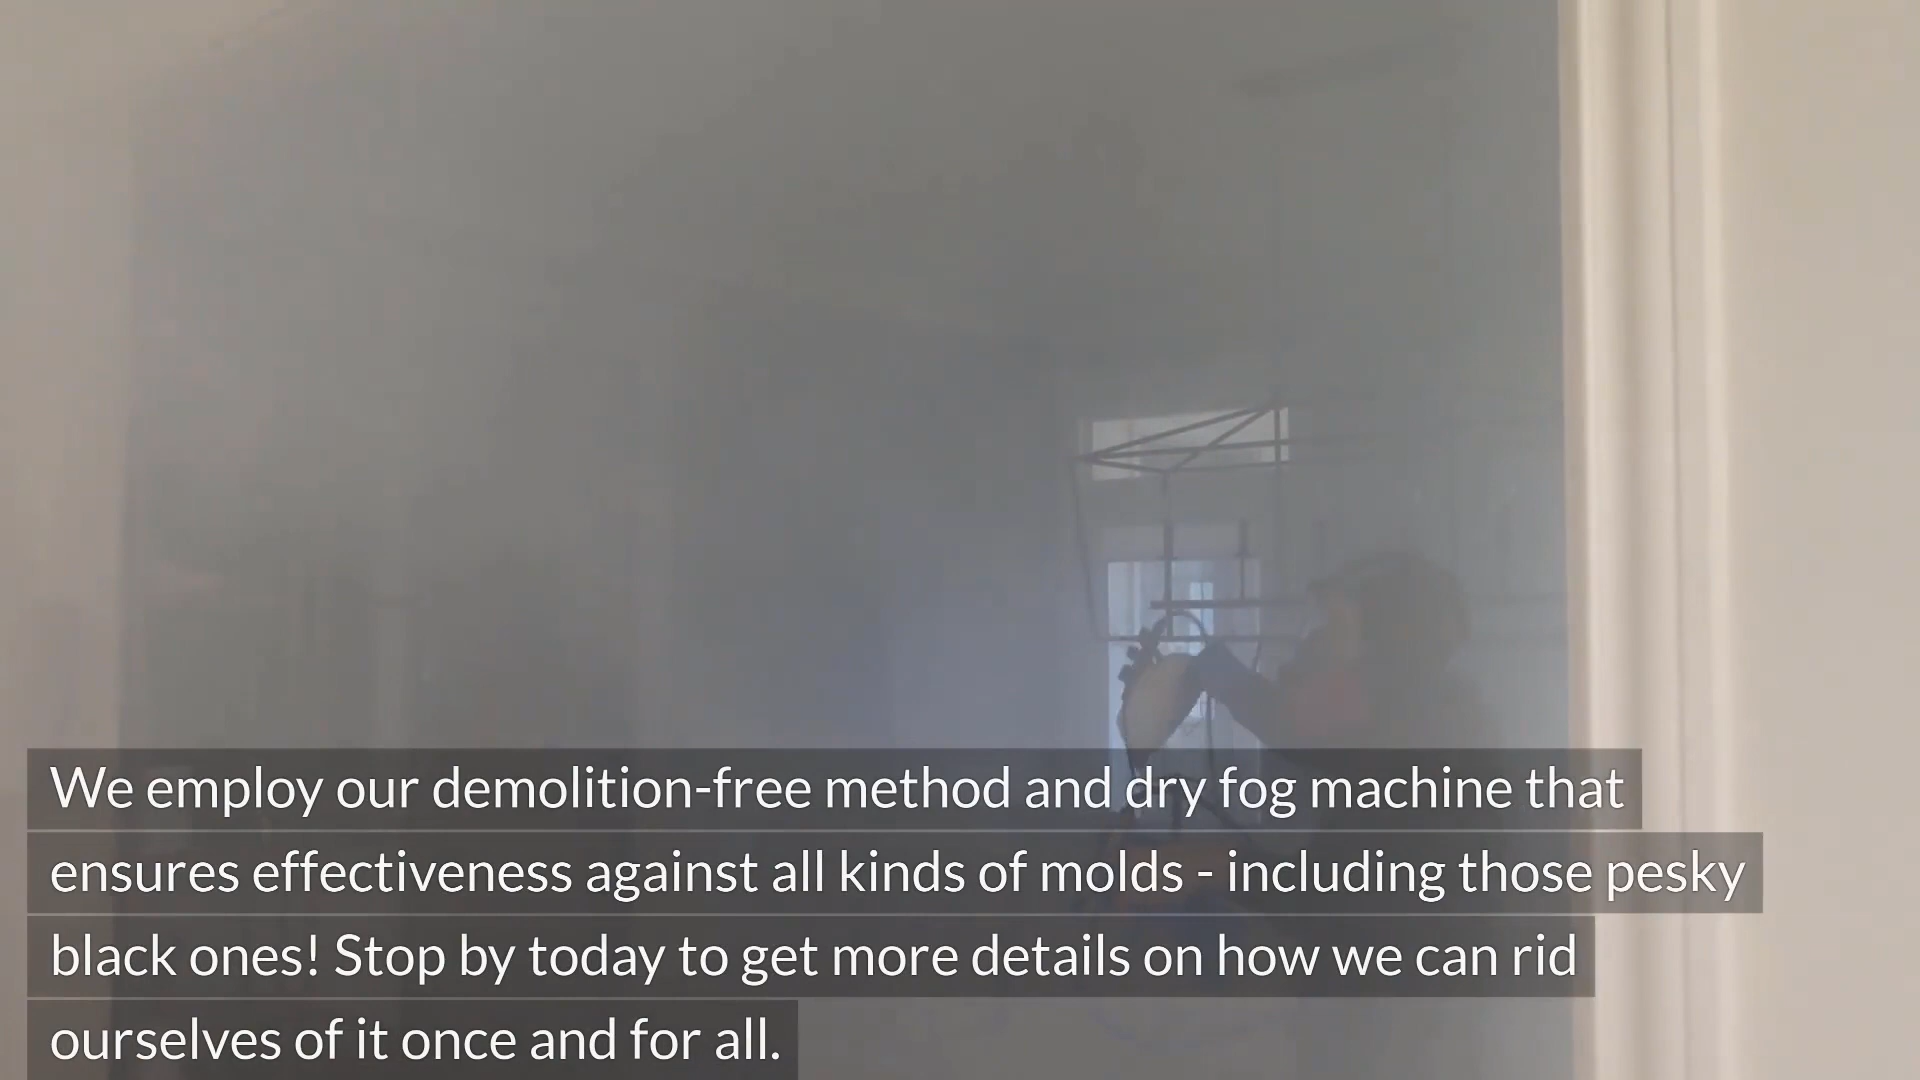 We employ our demolition-free method and dry fog machine that
ensures effectiveness against all kinds of molds - including those pesky
black ones! Stop by today to get more details on how we can rid
ourselves of it once and for all.